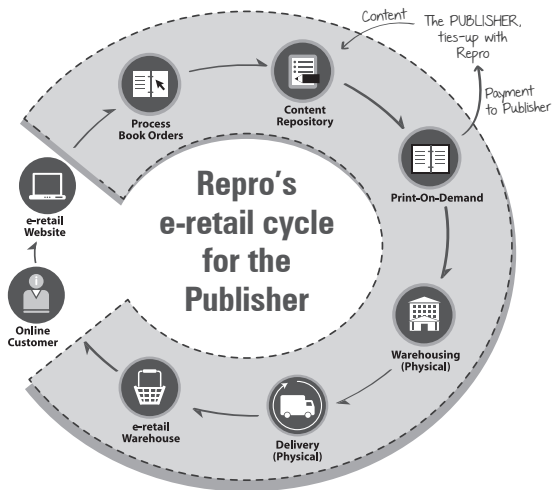 Content
The PUBLISHER,
ties-up with
Repro
Payment
to Publisher
Process
Book Orders
Content
Repository
Print-On-Demand
e-retail
Website
Repro's
e-retail cycle
for the
Publisher
Online
Customer
Warehousing
(Physical)
e-retail
Warehouse
Delivery
(Physical)